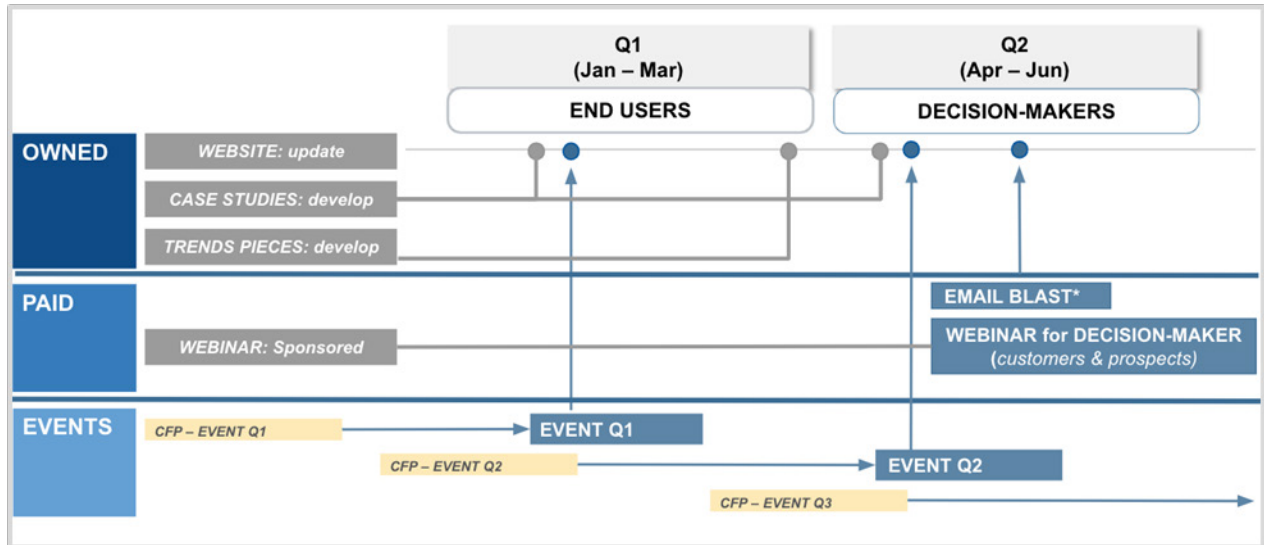 Q1
(Jan – Mar)
Q2
(Apr – Jun)
END USERS
DECISION-MAKERS
OWNED
WEBSITE: update
CASE STUDIES: develop
TRENDS PIECES: develop
PAID
EMAIL BLAST*
WEBINAR: Sponsored
WEBINAR for DECISION-MAKER
(customers & prospects)
EVENTS
CFP – EVENT Q1
EVENT Q1
CFP – EVENT Q2
EVENT Q2
CFP – EVENT Q3